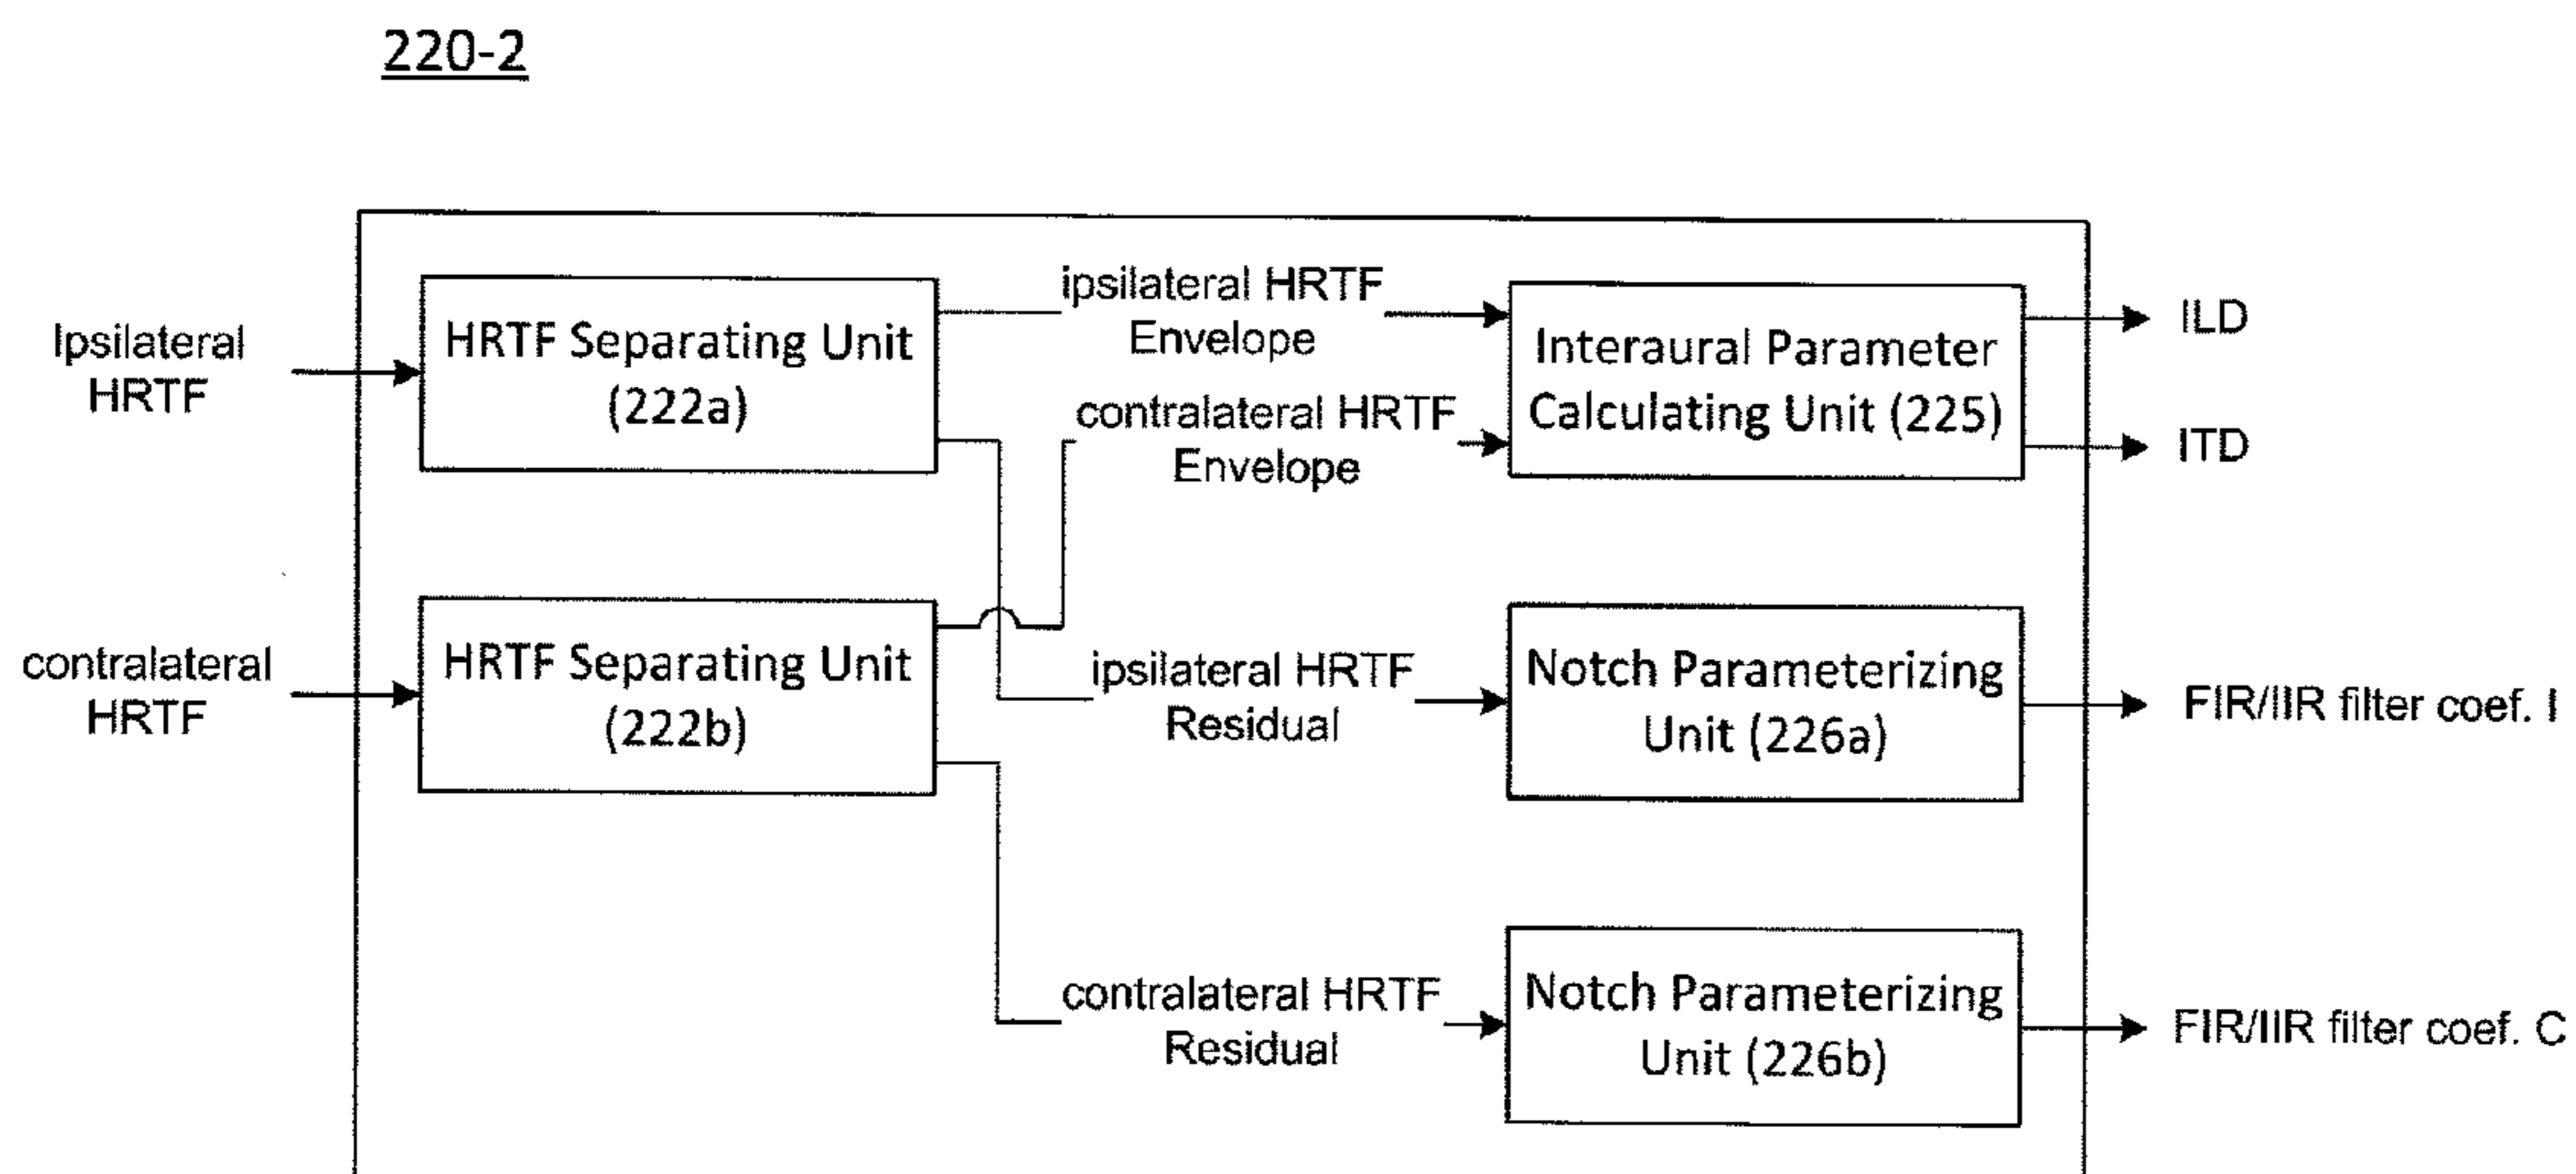 220-2
Ipsilateral
HRTF
HRTF Separating Unit
(222a)
ipsilateral HRTF
Envelope
contralateral HRTF
Envelope
Interaural Parameter
Calculating Unit (225)
ILD
ITD
contralateral
HRTF
HRTF Separating Unit
(222b)
ipsilateral HRTF
Residual
Notch Parameterizing
Unit (226a)
FIR/IIR filter coef. I
contralateral HRTF
Residual
Notch Parameterizing
Unit (226b)
FIR/IIR filter coef. C